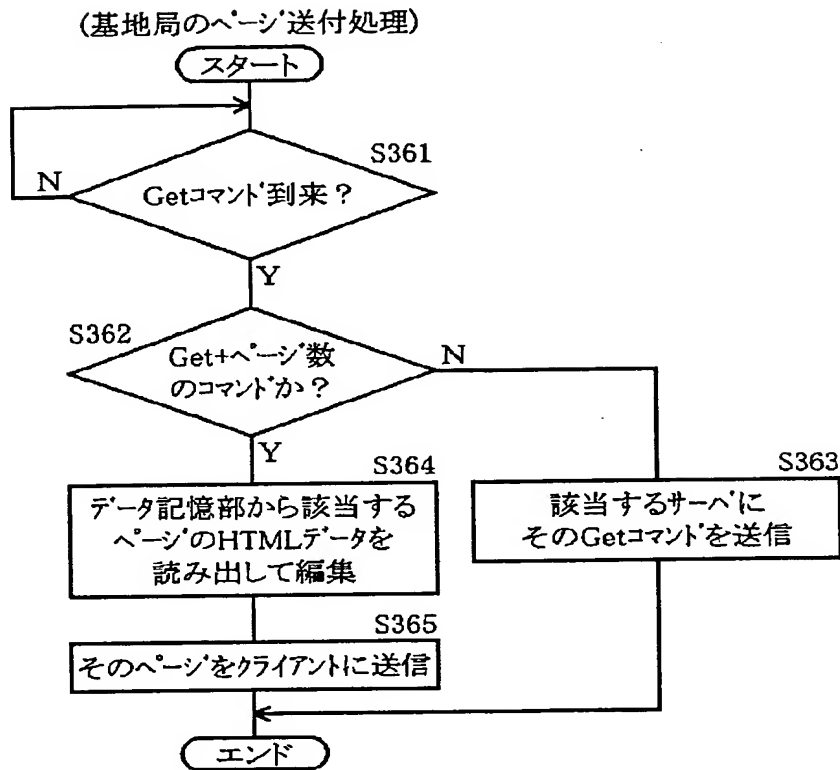 (基地局のページ送付処理)
スタート
S361
N
Getコマンド到来?
Y
S362
Get+ページ数
のコマンドか?
N
Y
S364
データ記憶部から該当する
ページのHTMLデータを
読み出して編集
S363
該当するサーバに
そのGetコマンドを送信
S365
そのページをクライアントに送信
エンド